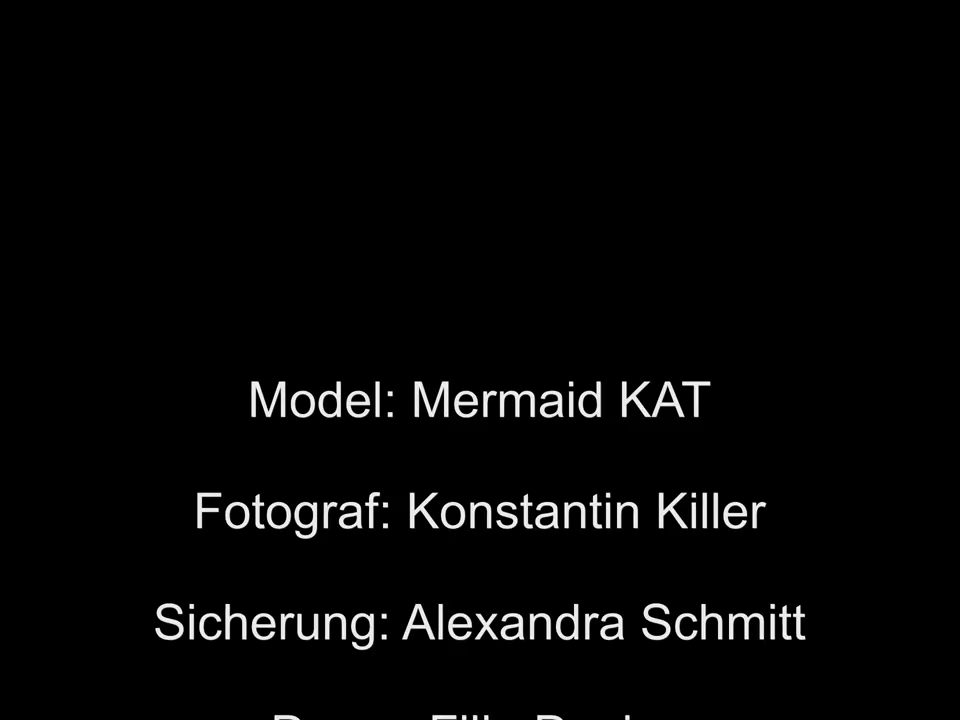 Model: Mermaid KAT
Fotograf: Konstantin Killer
Sicherung: Alexandra Schmitt